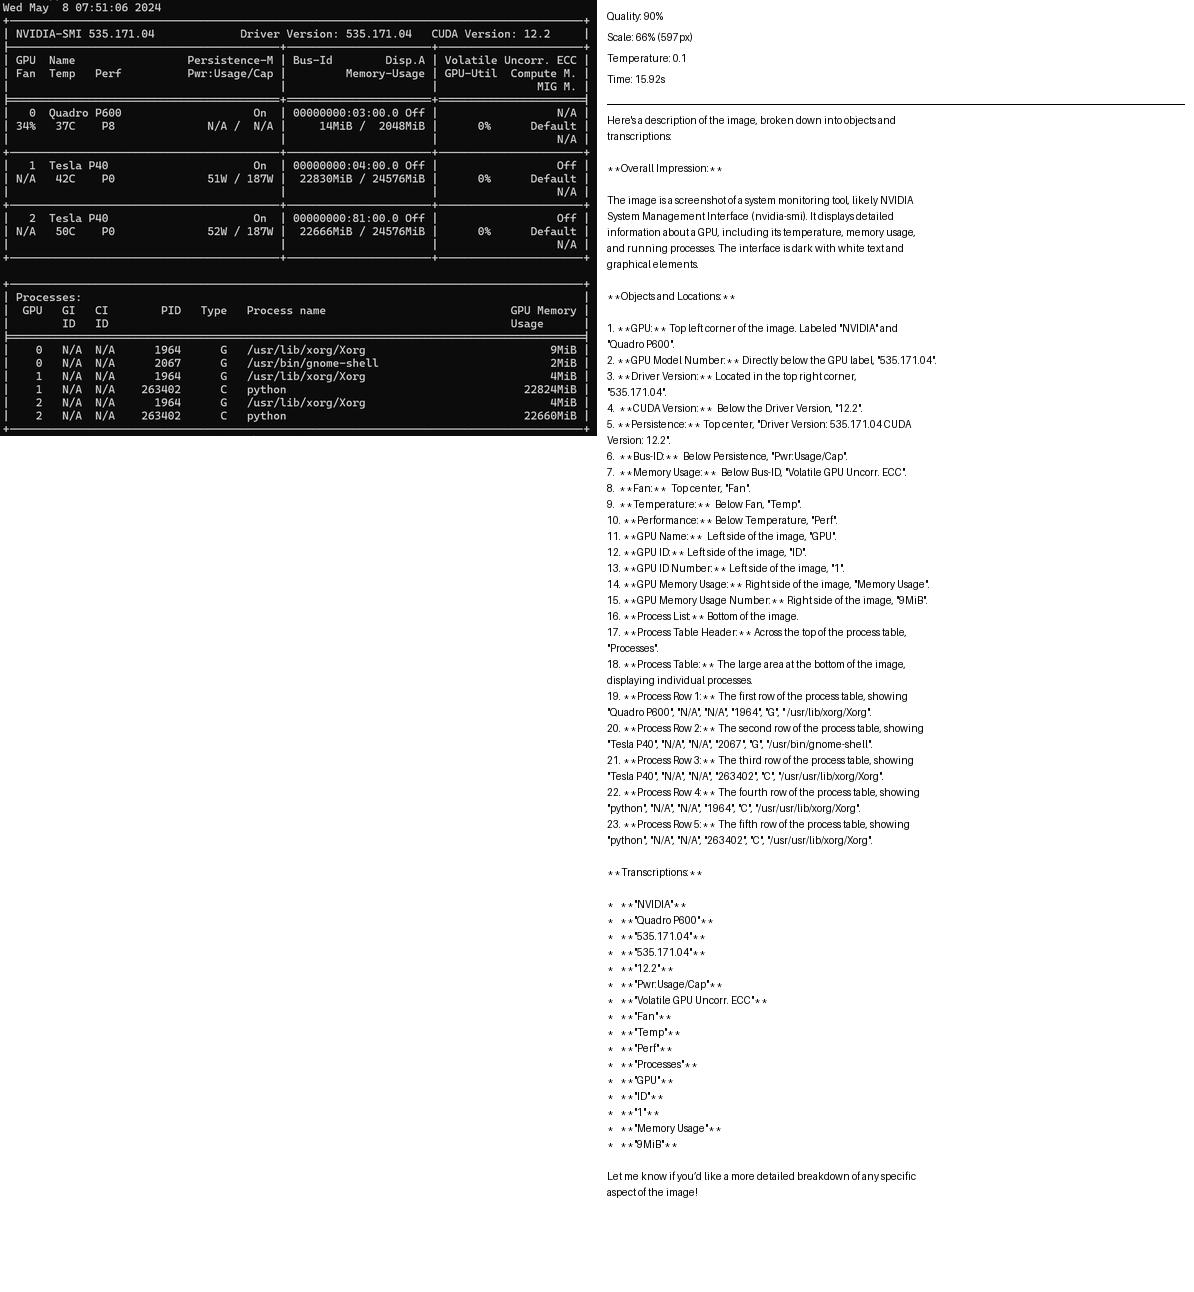 Wed May  8 07:51:06 2024
NVIDIA-SMI 535.171.04             Driver Version: 535.171.04   CUDA Version: 12.2
GPU  Name                 Persistence-M | Bus-Id        Disp.A | Volatile Uncorr. ECC
Fan  Temp   Perf          Pwr:Usage/Cap |         Memory-Usage | GPU-Util  Compute M.
MIG M.
0  Quadro P600                    On  | 00000000:03:00.0 Off |                  N/A
34%   37C    P8              N/A /  N/A |     14MiB /  2048MiB |      0%      Default
N/A
1  Tesla P40                      On  | 00000000:04:00.0 Off |                  Off
N/A   42C    P0              51W / 187W |  22830MiB / 24576MiB |      0%      Default
N/A
2  Tesla P40                      On  | 00000000:81:00.0 Off |                  Off
N/A   50C    P0              52W / 187W |  22666MiB / 24576MiB |      0%      Default
N/A
Processes:
GPU   GI   CI        PID   Type   Process name                            GPU Memory
ID   ID                                                             Usage
0   N/A  N/A      1964      G   /usr/lib/xorg/Xorg                            9MiB
0   N/A  N/A      2067      G   /usr/bin/gnome-shell                          2MiB
1   N/A  N/A      1964      G   /usr/lib/xorg/Xorg                            4MiB
1   N/A  N/A    263402      C   python                                    22824MiB
2   N/A  N/A      1964      G   /usr/lib/xorg/Xorg                            4MiB
2   N/A  N/A    263402      C   python                                    22660MiB
Quality: 90%
Scale: 66% (597px)
Temperature: 0.1
Time: 15.92s
Here's a description of the image, broken down into objects and
transcriptions:
**Overall Impression:**
The image is a screenshot of a system monitoring tool, likely NVIDIA
System Management Interface (nvidia-smi). It displays detailed
information about a GPU, including its temperature, memory usage,
and running processes. The interface is dark with white text and
graphical elements.
**Objects and Locations:**
1. **GPU:** Top left corner of the image. Labeled "NVIDIA" and
"Quadro P600".
2. **GPU Model Number:** Directly below the GPU label, "535.171.04".
3. **Driver Version:** Located in the top right corner,
"535.171.04".
4.  **CUDA Version:**  Below the Driver Version, "12.2".
5. **Persistence:** Top center, "Driver Version: 535.171.04 CUDA
Version: 12.2".
6.  **Bus-ID:**  Below Persistence, "Pwr:Usage/Cap".
7.  **Memory Usage:**  Below Bus-ID, "Volatile GPU Uncorr. ECC".
8.  **Fan:**  Top center, "Fan".
9.  **Temperature:**  Below Fan, "Temp".
10. **Performance:** Below Temperature, "Perf".
11. **GPU Name:**  Left side of the image, "GPU".
12. **GPU ID:** Left side of the image, "ID".
13. **GPU ID Number:** Left side of the image, "1".
14. **GPU Memory Usage:** Right side of the image, "Memory Usage".
15. **GPU Memory Usage Number:** Right side of the image, "9MiB".
16. **Process List:** Bottom of the image.
17. **Process Table Header:** Across the top of the process table,
"Processes".
18. **Process Table:** The large area at the bottom of the image,
displaying individual processes.
19. **Process Row 1:** The first row of the process table, showing
"Quadro P600", "N/A", "N/A", "1964", "G", "/usr/lib/xorg/Xorg".
20. **Process Row 2:** The second row of the process table, showing
"Tesla P40", "N/A", "N/A", "2067", "G", "/usr/bin/gnome-shell".
21. **Process Row 3:** The third row of the process table, showing
"Tesla P40", "N/A", "N/A", "263402", "C", "/usr/usr/lib/xorg/Xorg".
22. **Process Row 4:** The fourth row of the process table, showing
"python", "N/A", "N/A", "1964", "C", "/usr/usr/lib/xorg/Xorg".
23. **Process Row 5:** The fifth row of the process table, showing
"python", "N/A", "N/A", "263402", "C", "/usr/usr/lib/xorg/Xorg".
**Transcriptions:**
*   **"NVIDIA"**
*   **"Quadro P600"**
*   **"535.171.04"**
*   **"535.171.04"**
*   **"12.2"**
*   **"Pwr:Usage/Cap"**
*   **"Volatile GPU Uncorr. ECC"**
*   **"Fan"**
*   **"Temp"**
*   **"Perf"**
*   **"Processes"**
*   **"GPU"**
*   **"ID"**
*   **"1"**
*   **"Memory Usage"**
*   **"9MiB"**
Let me know if you'd like a more detailed breakdown of any specific
aspect of the image!